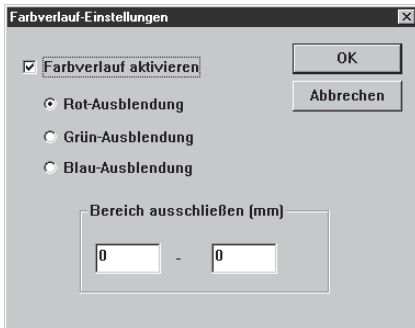 Farbverlauf-Einstellungen
Farbverlauf aktivieren
OK
Abbrechen
Rot-Ausblendung
Grün-Ausblendung
Blau-Ausblendung
Bereich ausschließen (mm)
0 - 0